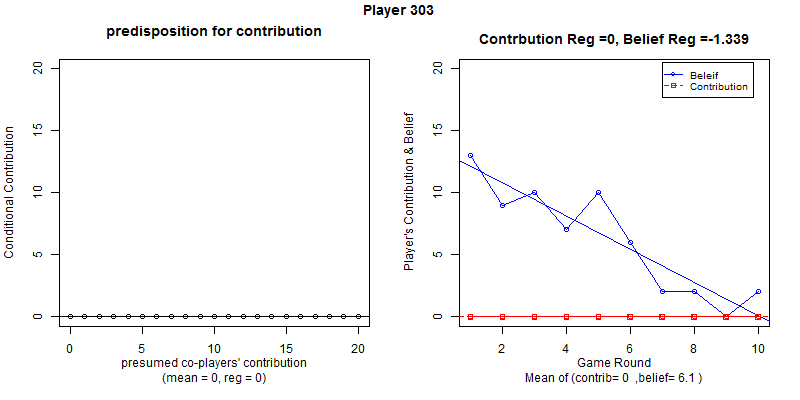 Player 303
predisposition for contribution
Conditional Contribution
20
15
10
5
0
0 5 10 15 20
presumed co-players' contribution
(mean = 0, reg = 0)
Contrbution Reg =0, Belief Reg =-1.339
Player's Contribution & Belief
20
15
10
5
0
Beleif
Contribution
2 4 6 8 10
Game Round
Mean of (contrib= 0 ,belief= 6.1 )